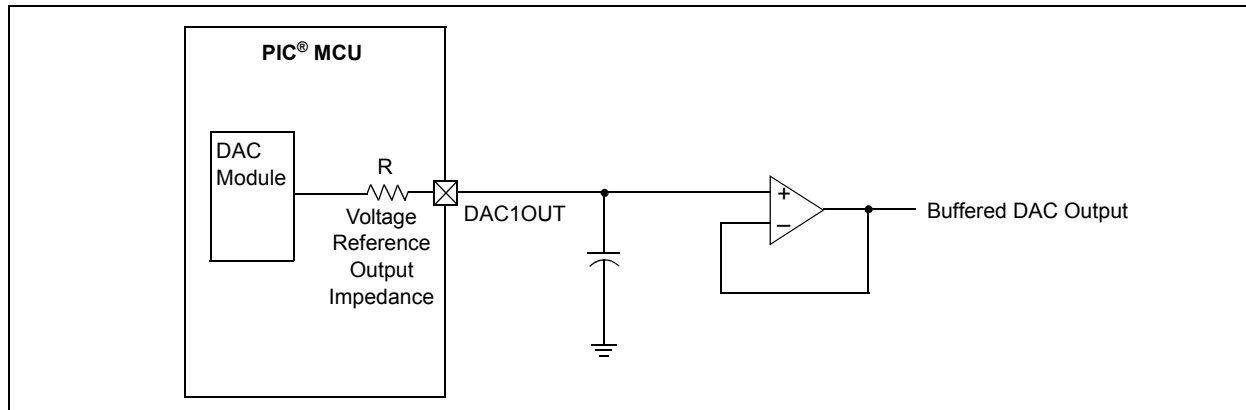 PIC® MCU
DAC
Module
R
Voltage
Reference
Output
Impedance
DAC1OUT
+
–
Buffered DAC Output